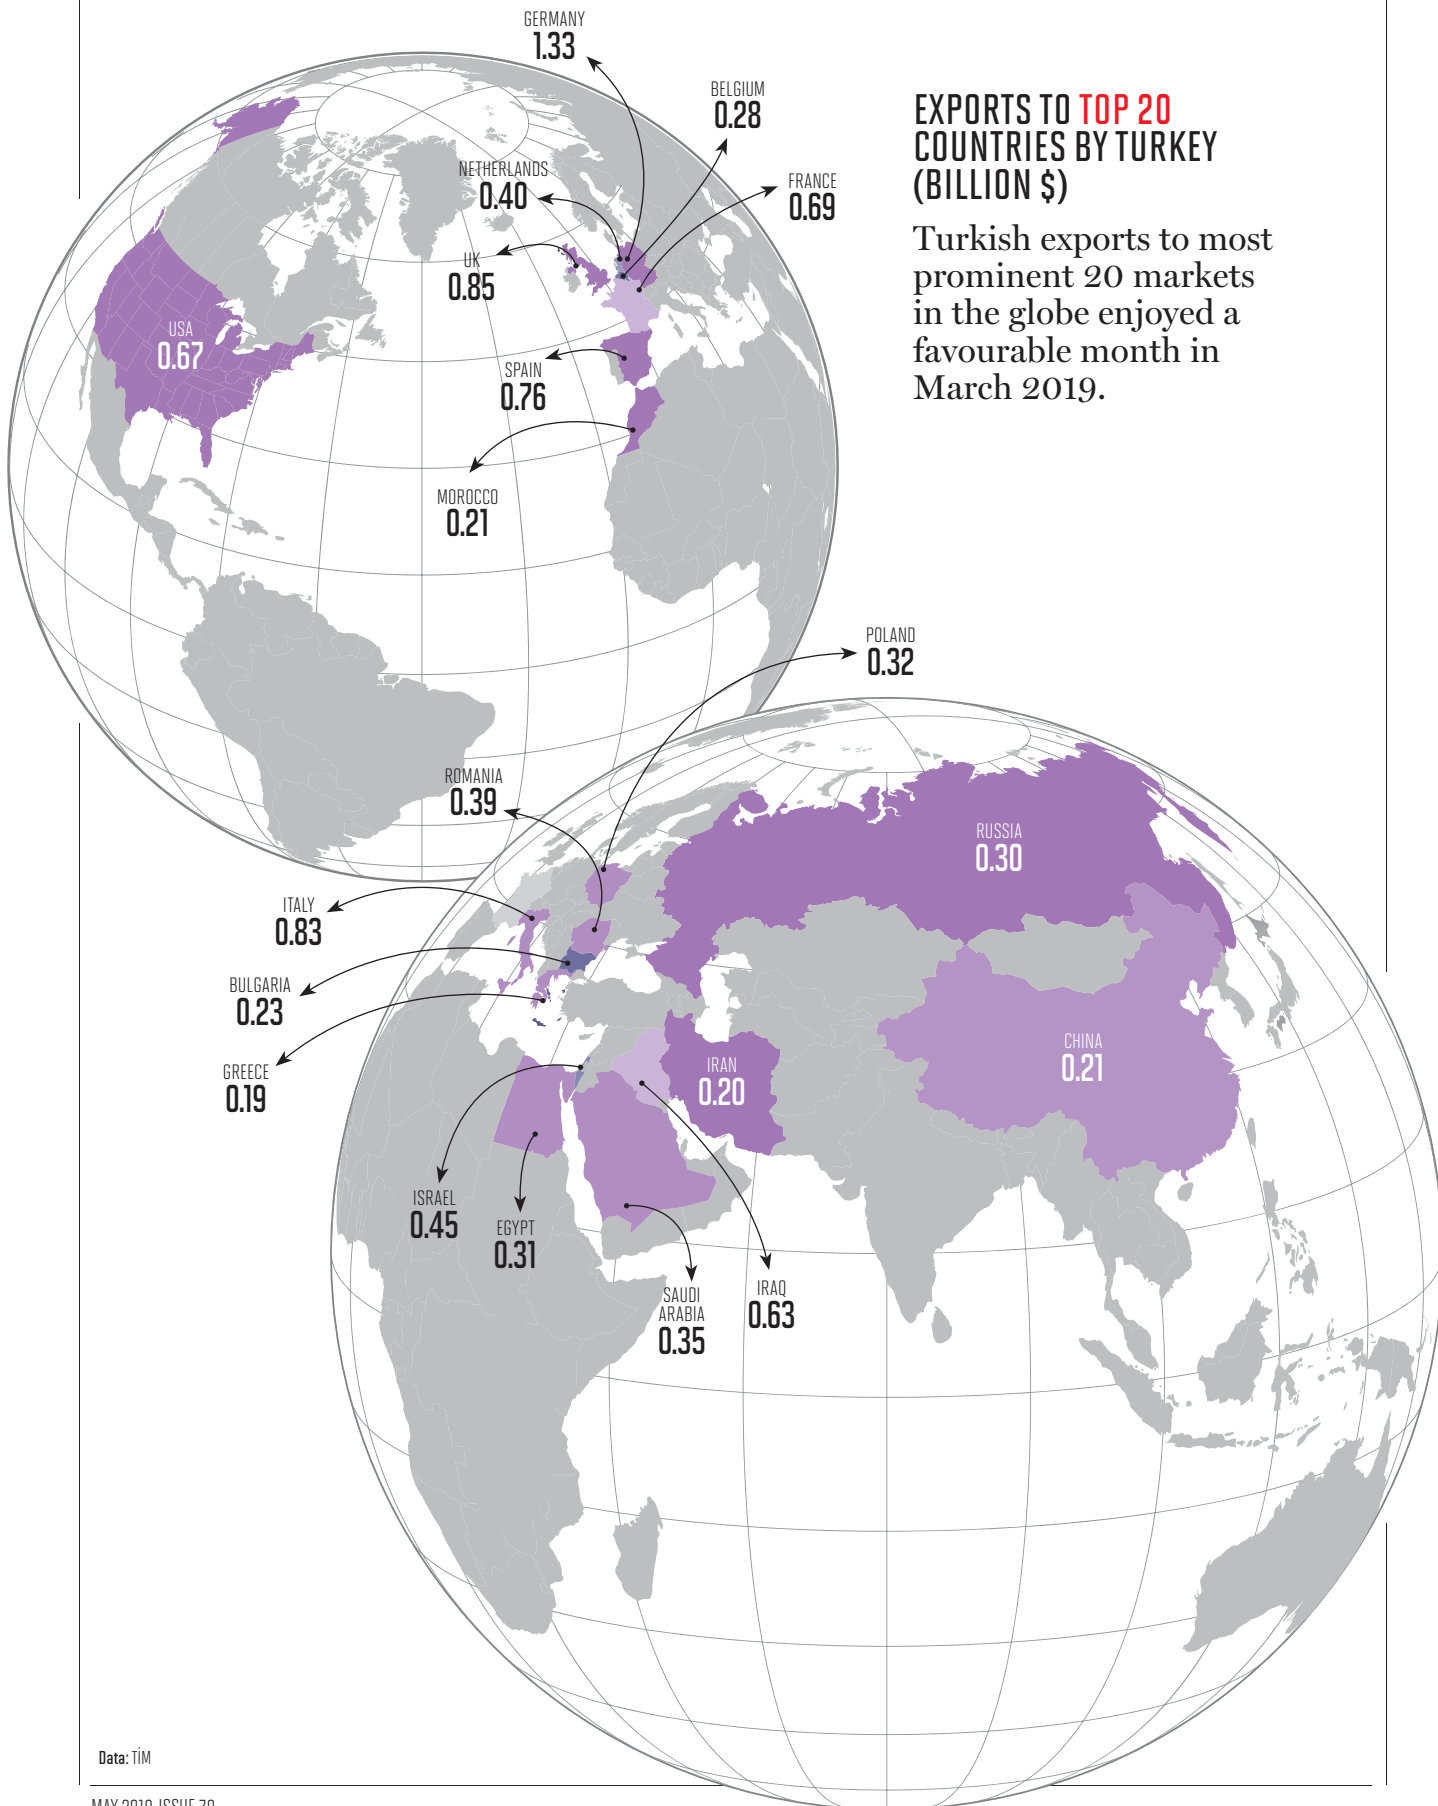 GERMANY
1.33
BELGIUM
0.28
NETHERLANDS
0.40
FRANCE
0.69
UK
0.85
USA
0.67
SPAIN
0.76
MOROCCO
0.21
EXPORTS TO TOP 20
COUNTRIES BY TURKEY
(BILLION $)
Turkish exports to most
prominent 20 markets
in the globe enjoyed a
favourable month in
March 2019.
POLAND
0.32
ROMANIA
0.39
RUSSIA
0.30
ITALY
0.83
BULGARIA
0.23
GREECE
0.19
IRAN
0.20
CHINA
0.21
ISRAEL
0.45
EGYPT
0.31
SAUDI
ARABIA
0.35
IRAQ
0.63
Data: TİM
MAY 2019 ISSUE 70